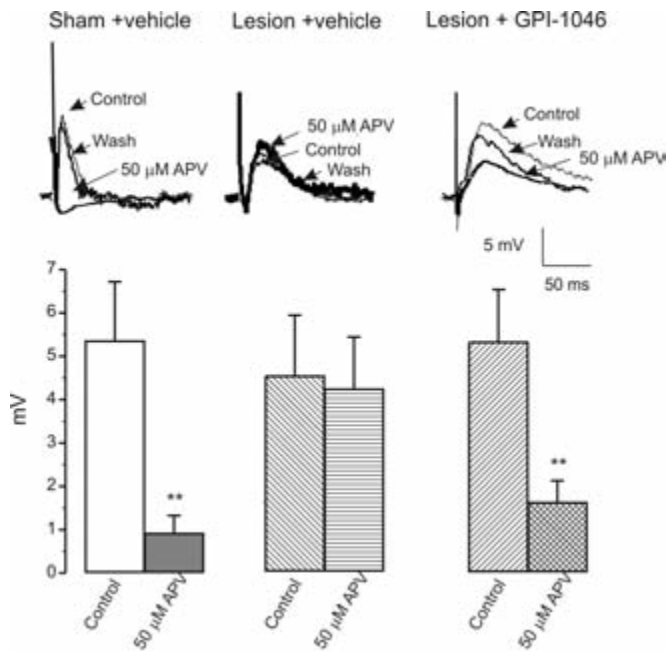 Sham +vehicle Lesion +vehicle Lesion + GPI-1046
Control
Wash
50 µM APV
50 µM APV
Control
Wash
Control
Wash
50 µM APV
5 mV
50 ms
7
6
5
4
3
2
1
0
mV
**
**
Control
50 µM APV
Control
50 µM APV
Control
50 µM APV